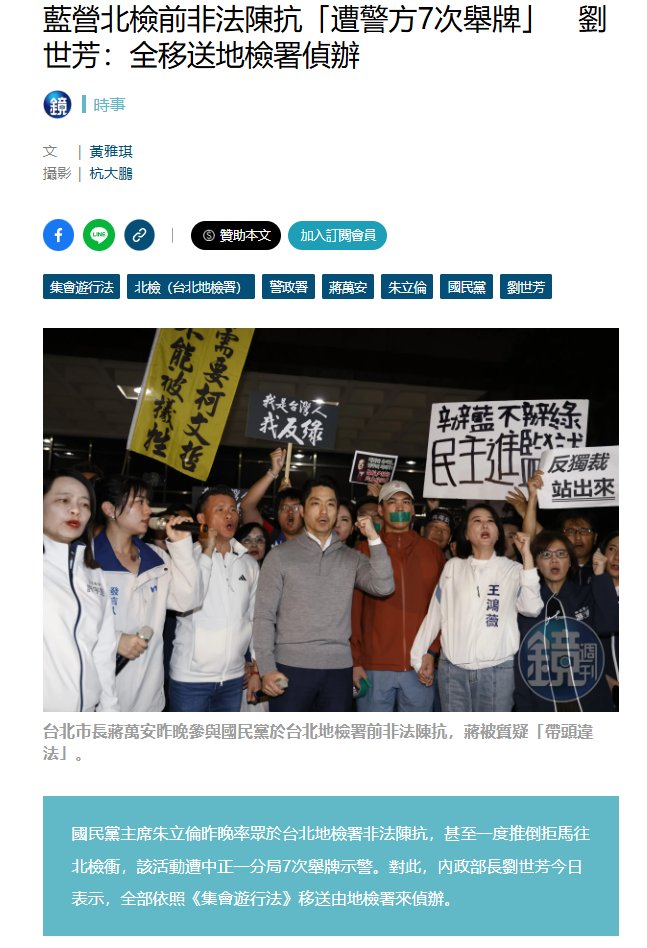 藍營北檢前非法陳抗「遭警方7次舉牌」　劉
世芳：全移送地檢署偵辦
鏡
時事
文 | 黃雅琪
攝影 | 杭大鵬
LINE
贊助本文
加入訂閱會員
集會遊行法
北檢（台北地檢署）
警政署
蔣萬安
朱立倫
國民黨
劉世芳
需要柯文哲
不能被犧牲
我是台灣人
我反綠
辦藍不辦綠
民主進監獄
反獨裁
站出來
發言人
王鴻薇
鏡週刊
台北市長蔣萬安昨晚參與國民黨於台北地檢署前非法陳抗，蔣被質疑「帶頭違
法」。
國民黨主席朱立倫昨晚率眾於台北地檢署非法陳抗，甚至一度推倒拒馬往
北檢衝，該活動遭中正一分局7次舉牌示警。對此，內政部長劉世芳今日
表示，全部依照《集會遊行法》移送由地檢署來偵辦。